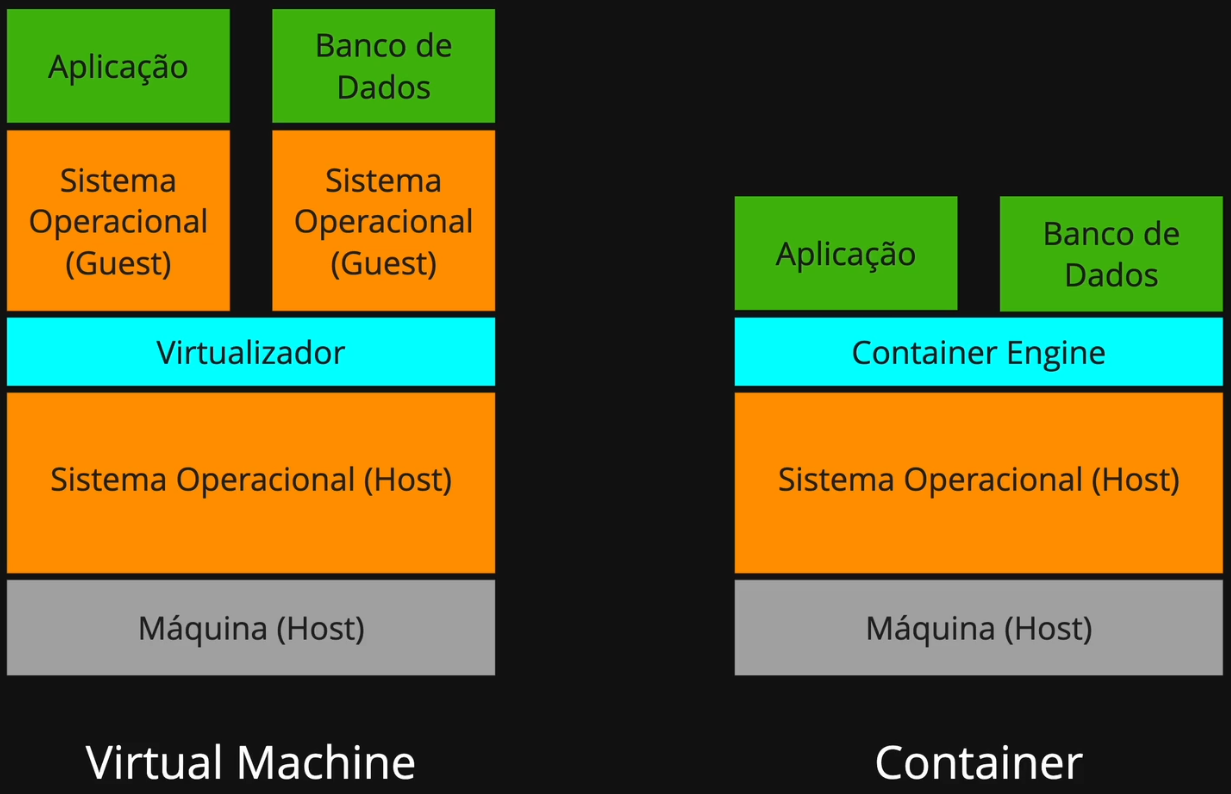 Aplicação
Banco de
Dados
Sistema
Operacional
(Guest)
Sistema
Operacional
(Guest)
Virtualizador
Sistema Operacional (Host)
Máquina (Host)
Virtual Machine
Aplicação
Banco de
Dados
Container Engine
Sistema Operacional (Host)
Máquina (Host)
Container